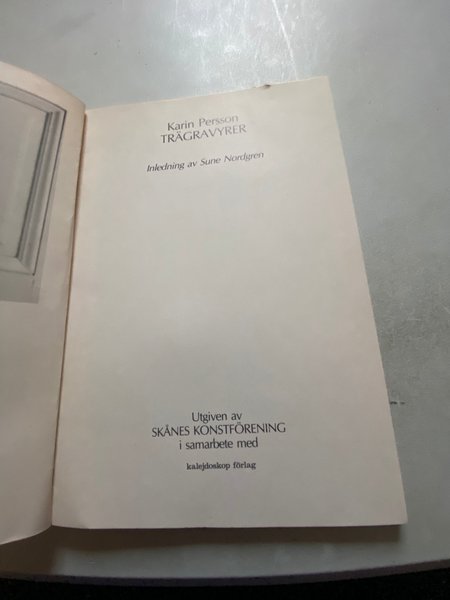 Karin Persson
TRÄGRAVYRER
Inledning av Sune Nordgren
Utgiven av
SKÅNES KONSTFÖRENING
i samarbete med
kalejdoskop förlag